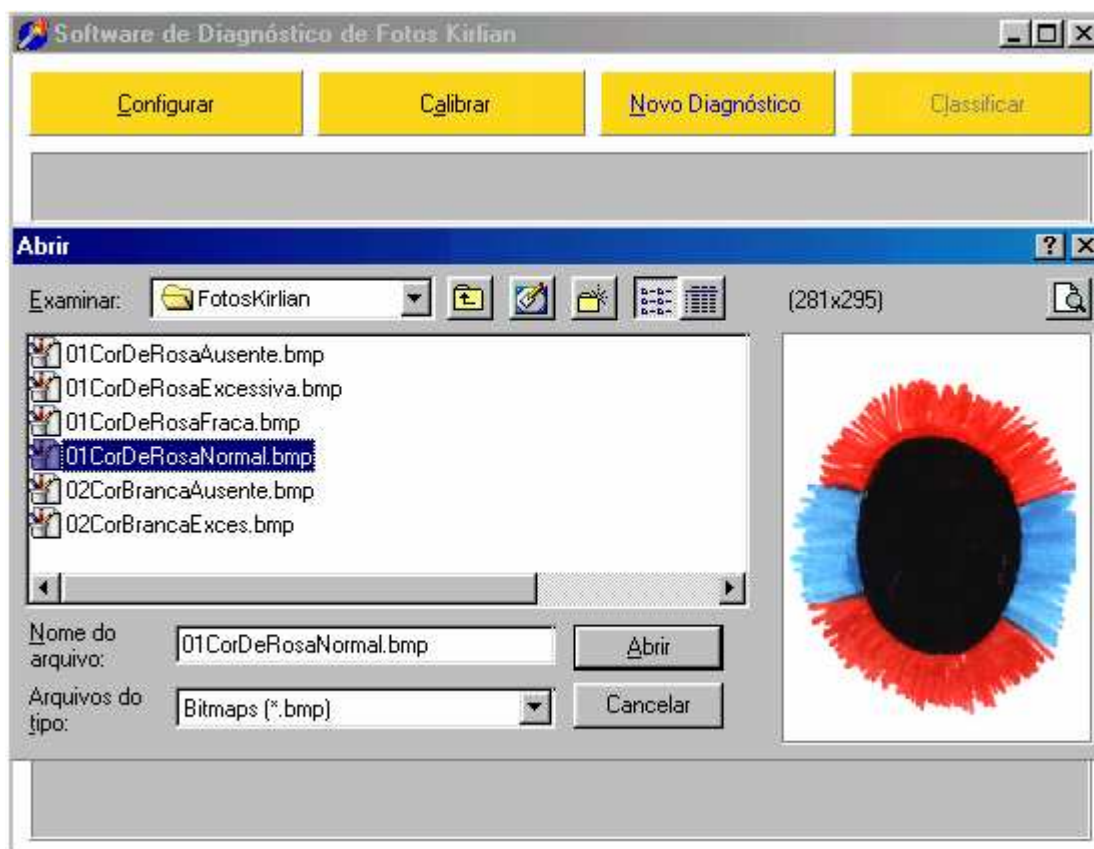 Software de Diagnóstico de Fotos Kirlian
Configurar Calibrar Novo Diagnóstico Classificar
Abrir
Examinar: FotosKirlian (281x295)
01CorDeRosaAusente.bmp
01CorDeRosaExcessiva.bmp
01CorDeRosaFraca.bmp
01CorDeRosaNormal.bmp
02CorBrancaAusente.bmp
02CorBrancaExces.bmp
Nome do
arquivo: 01CorDeRosaNormal.bmp Abrir
Arquivos do
tipo: Bitmaps (*.bmp) Cancelar